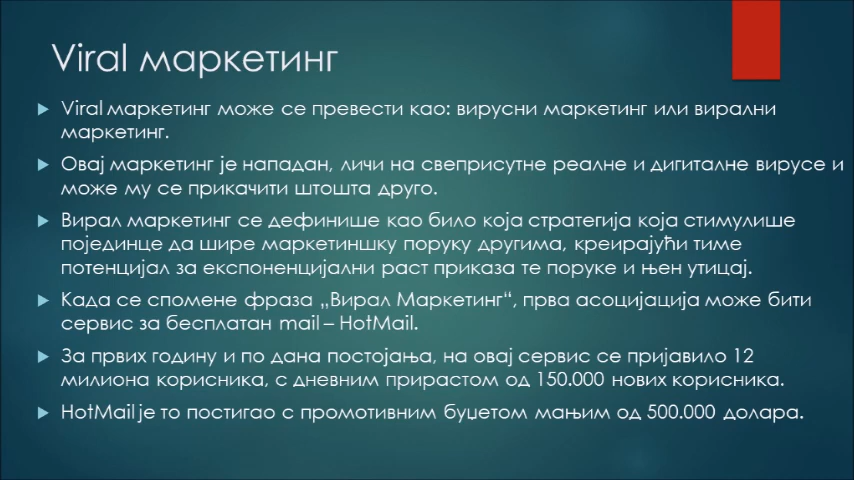 Viral маркетинг
Viral маркетинг може се превести као: вирусни маркетинг или вирални
маркетинг.
Овај маркетинг је нападан, личи на свеприсутне реалне и дигиталне вирусе и
може му се прикачити штошта друго.
Вирал маркетинг се дефинише као било која стратегија која стимулише
појединце да шире маркетиншку поруку другима, креирајући тиме
потенцијал за експоненцијални раст приказа те поруке и њен утицај.
Када се спомене фраза „Вирал Маркетинг“, прва асоцијација може бити
сервис за бесплатан mail – HotMail.
За првих годину и по дана постојања, на овај сервис се пријавило 12
милиона корисника, с дневним прирастом од 150.000 нових корисника.
HotMail је то постигао с промотивним буџетом мањим од 500.000 долара.